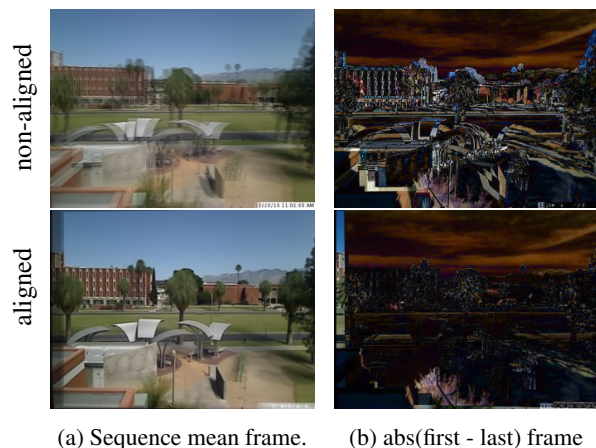 non-aligned
aligned
(a) Sequence mean frame.
(b) abs(first - last) frame